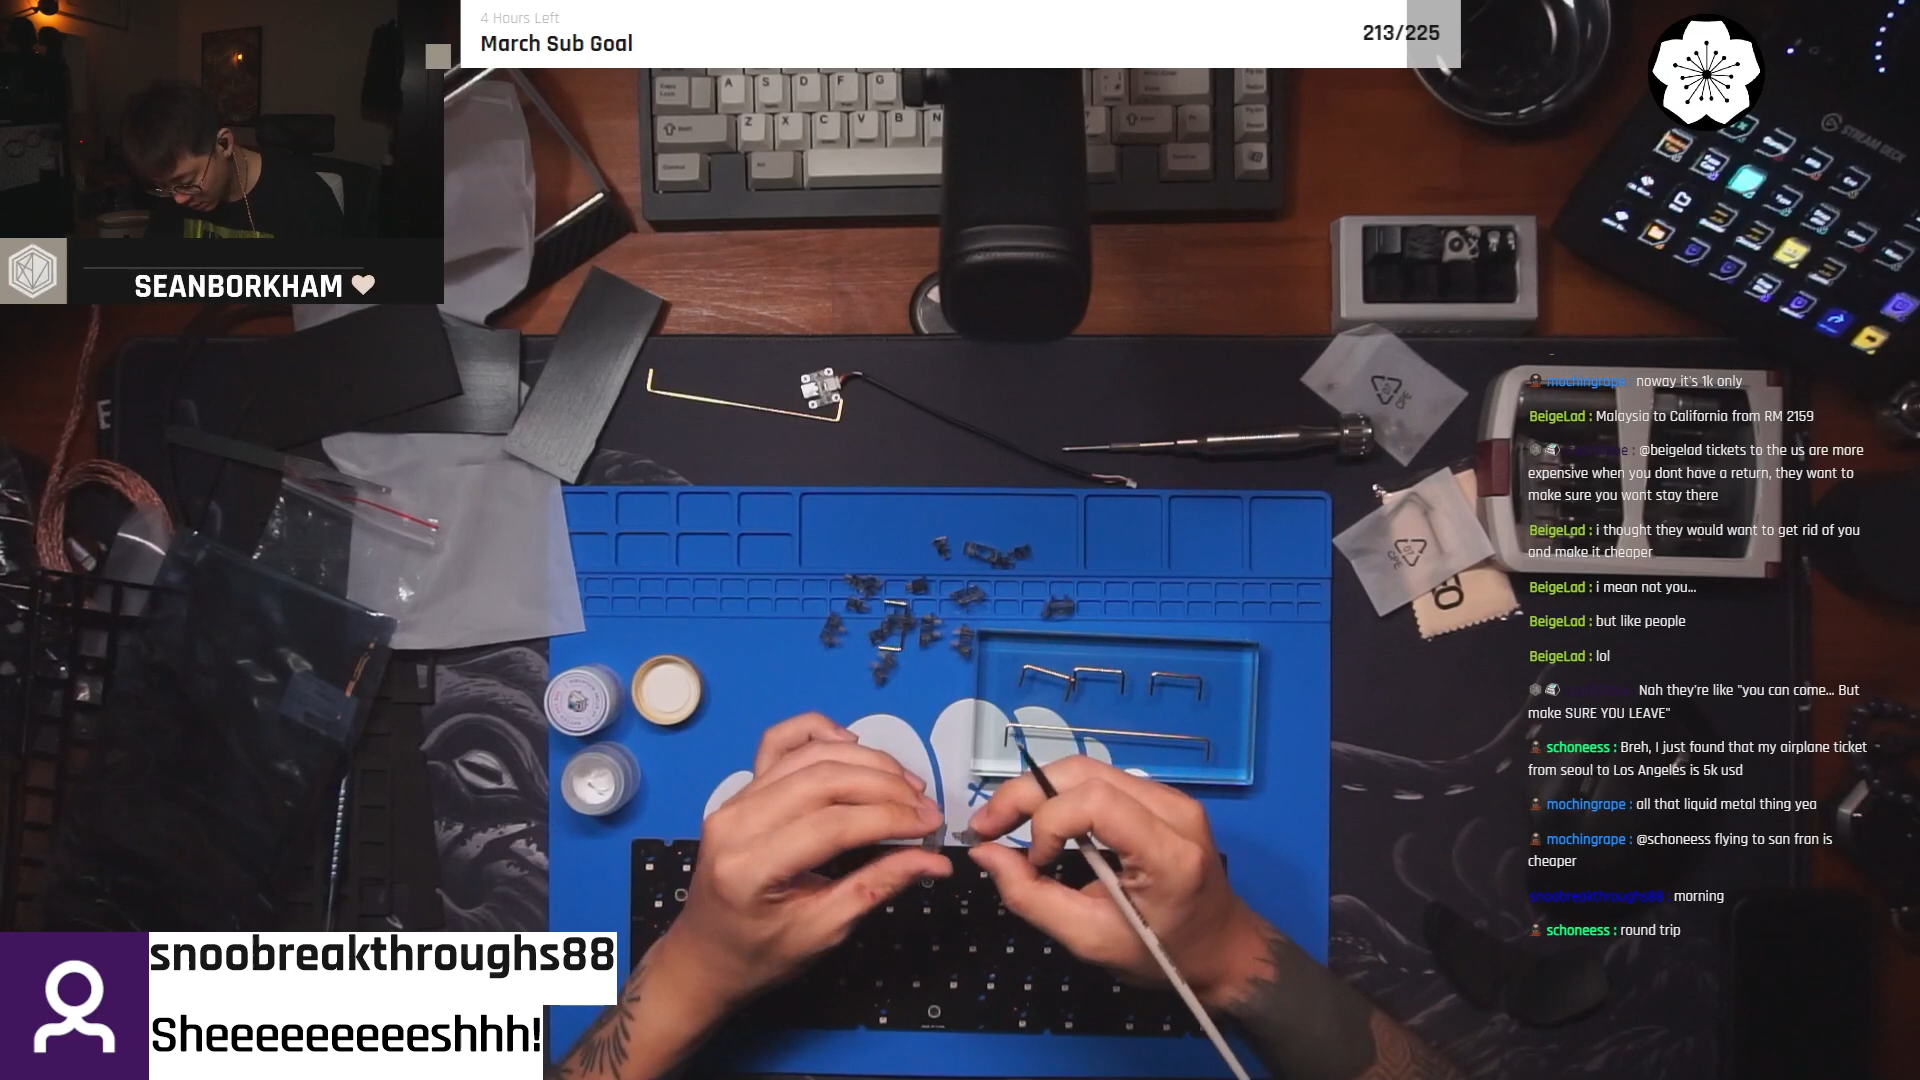 4 Hours Left
March Sub Goal
213/225
A S D F G
Z X C V B N
STREAM DECK
SEANBORKHAM
mochingrape: noway it's 1k only
BeigeLad : Malaysia to California from RM 2159
@beigelad tickets to the us are more
expensive when you dont have a return, they want to
make sure you wont stay there
BeigeLad : i thought they would want to get rid of you
and make it cheaper
BeigeLad : i mean not you...
BeigeLad : but like people
BeigeLad : lol
Nah they're like "you can come... But
make SURE YOU LEAVE"
schoneess : Breh, I just found that my airplane ticket
from seoul to Los Angeles is 5k usd
mochingrape : all that liquid metal thing yea
mochingrape : @schoneess flying to san fran is
cheaper
snoobreakthroughs88 : morning
schoneess : round trip
snoobreakthroughs88
Sheeeeeeeeeeshhh!